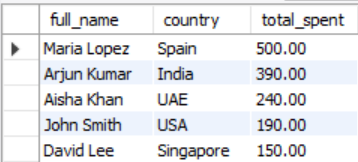 full_name country total_spent
Maria Lopez Spain 500.00
Arjun Kumar India 390.00
Aisha Khan UAE 240.00
John Smith USA 190.00
David Lee Singapore 150.00